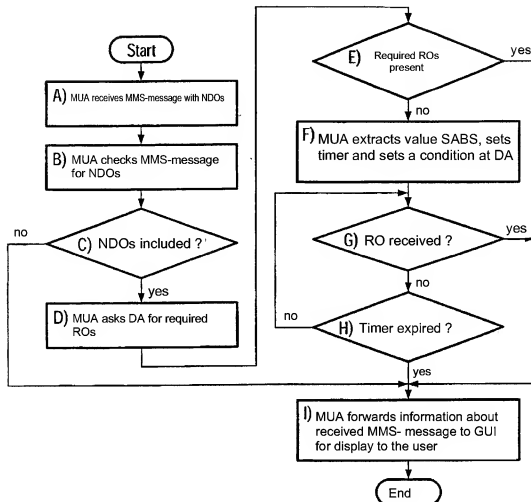 Start
A) MUA receives MMS-message with NDOs
B) MUA checks MMS-message
for NDOs
no
C) NDOs included ?
yes
D) MUA asks DA for required
ROs
E) Required ROs
present
yes
no
F) MUA extracts value SABS, sets
timer and sets a condition at DA
G) RO received ?
yes
no
no
H) Timer expired ?
yes
I) MUA forwards information about
received MMS- message to GUI
for display to the user
End